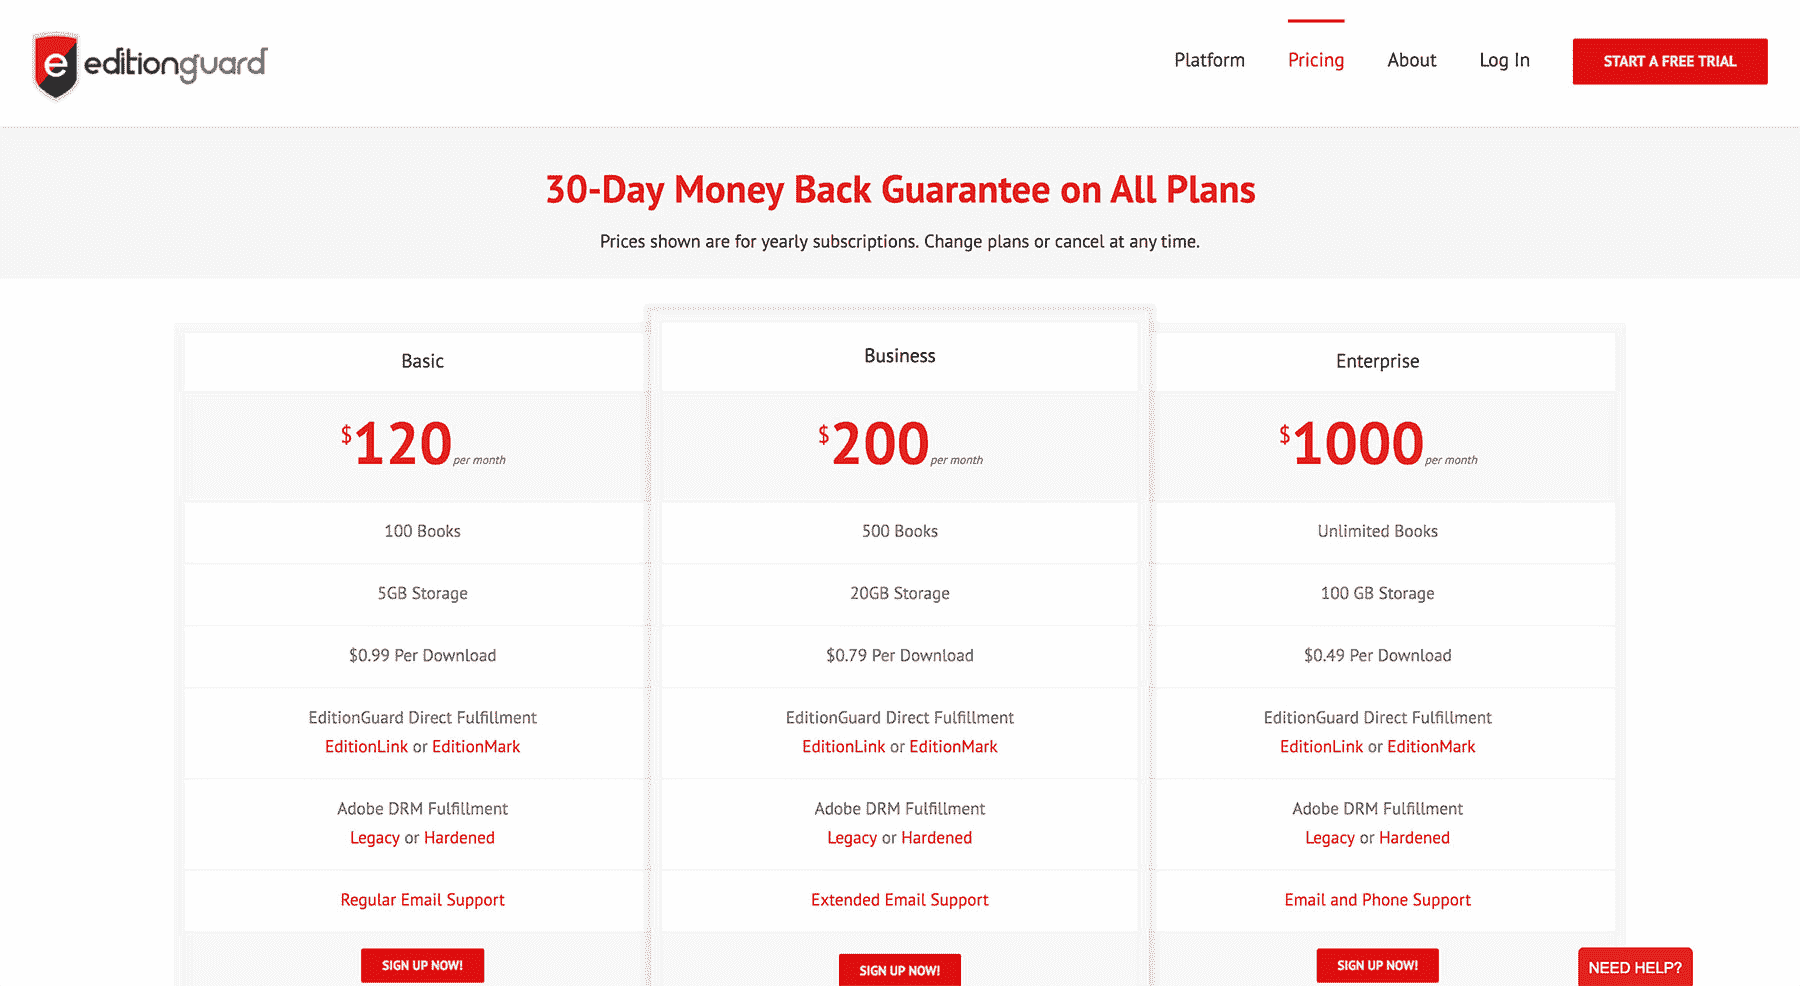 e editionguard
Platform Pricing About Log In START A FREE TRIAL
30-Day Money Back Guarantee on All Plans
Prices shown are for yearly subscriptions. Change plans or cancel at any time.
Basic
$120 per month
100 Books
5GB Storage
$0.99 Per Download
EditionGuard Direct Fulfillment
EditionLink or EditionMark
Adobe DRM Fulfillment
Legacy or Hardened
Regular Email Support
SIGN UP NOW!
Business
$200 per month
500 Books
20GB Storage
$0.79 Per Download
EditionGuard Direct Fulfillment
EditionLink or EditionMark
Adobe DRM Fulfillment
Legacy or Hardened
Extended Email Support
SIGN UP NOW!
Enterprise
$1000 per month
Unlimited Books
100 GB Storage
$0.49 Per Download
EditionGuard Direct Fulfillment
EditionLink or EditionMark
Adobe DRM Fulfillment
Legacy or Hardened
Email and Phone Support
SIGN UP NOW!
NEED HELP?